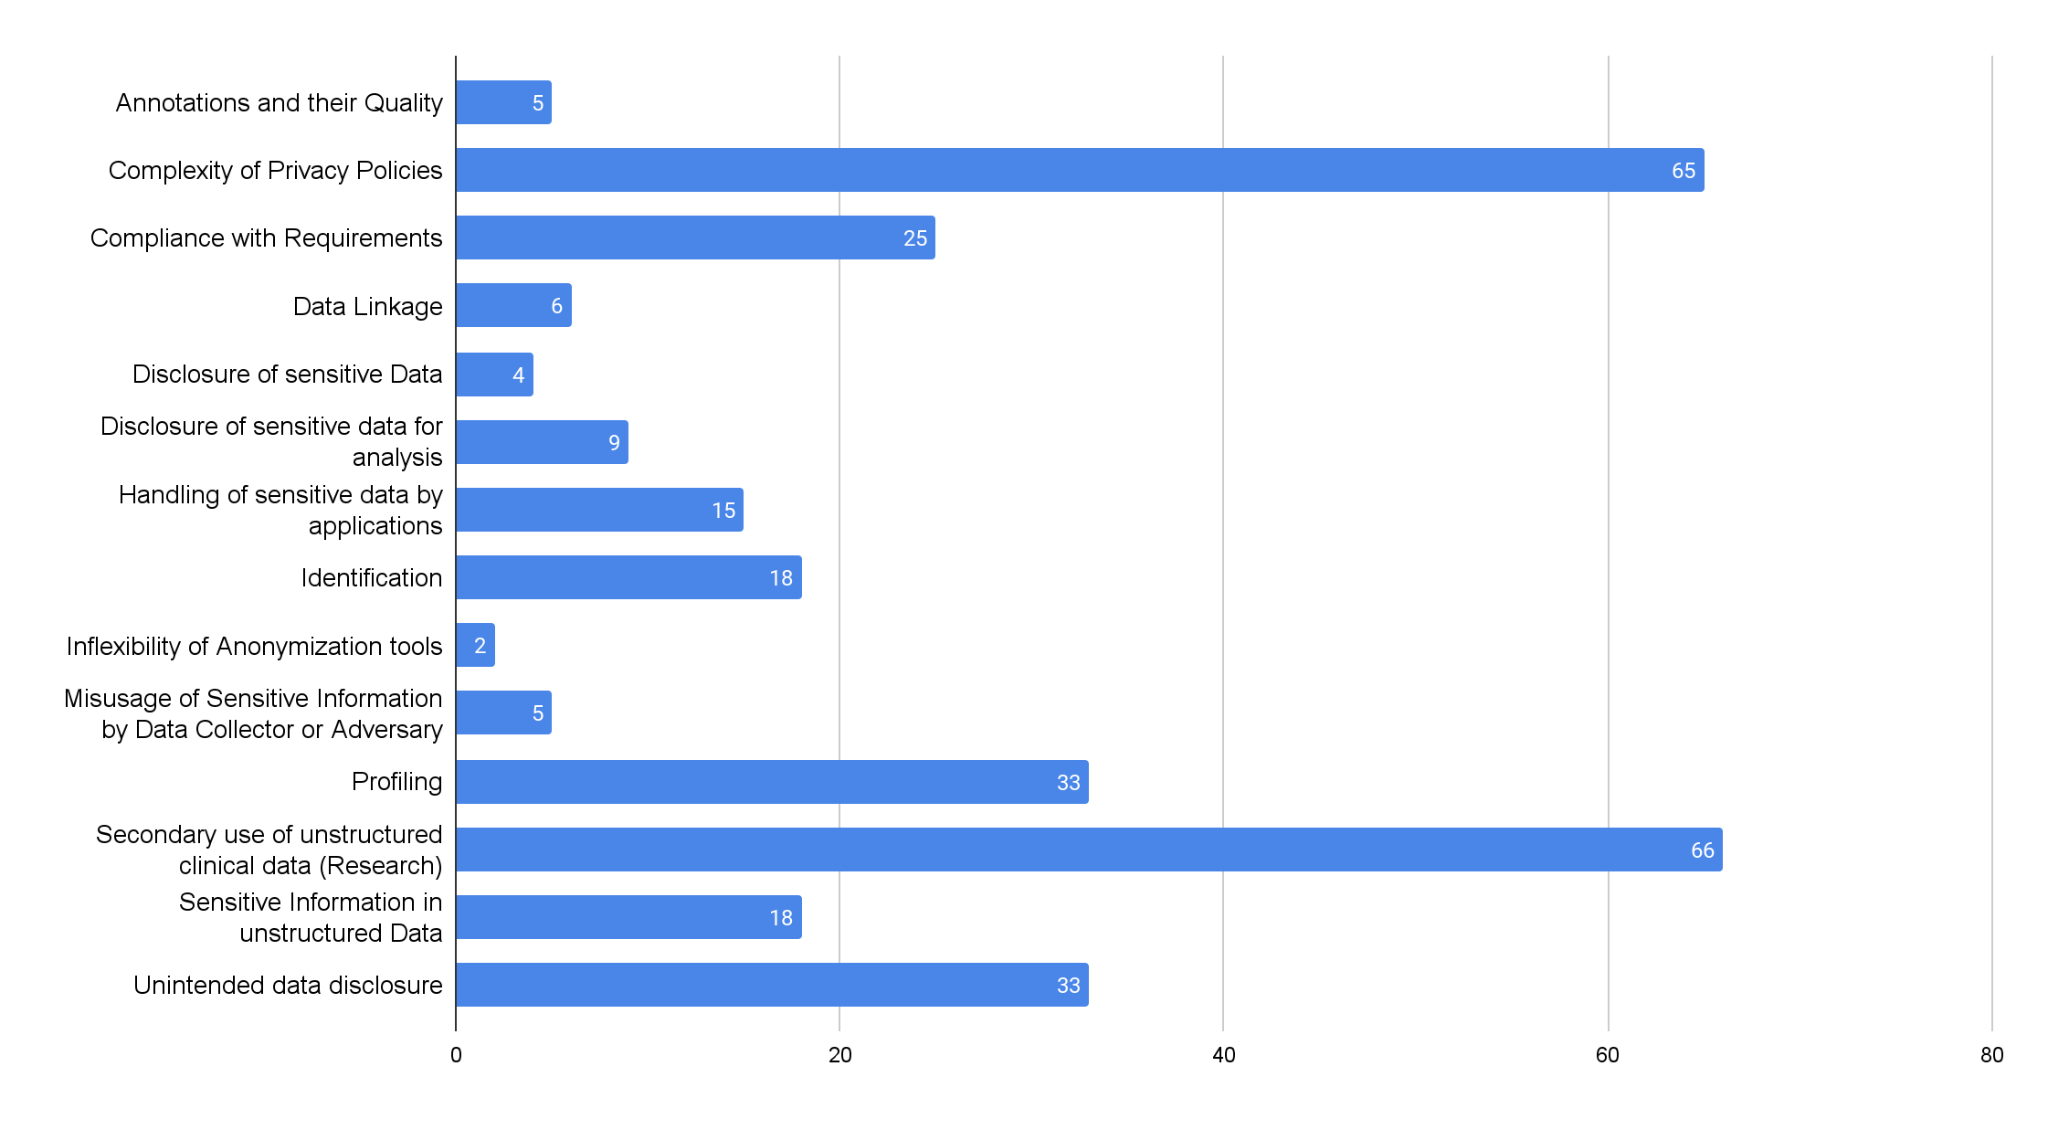 Annotations and their Quality
5
Complexity of Privacy Policies
65
Compliance with Requirements
25
Data Linkage
6
Disclosure of sensitive Data
4
Disclosure of sensitive data for
analysis
9
Handling of sensitive data by
applications
15
Identification
18
Inflexibility of Anonymization tools
2
Misusage of Sensitive Information
by Data Collector or Adversary
5
Profiling
33
Secondary use of unstructured
clinical data (Research)
66
Sensitive Information in
unstructured Data
18
Unintended data disclosure
33
0 20 40 60 80